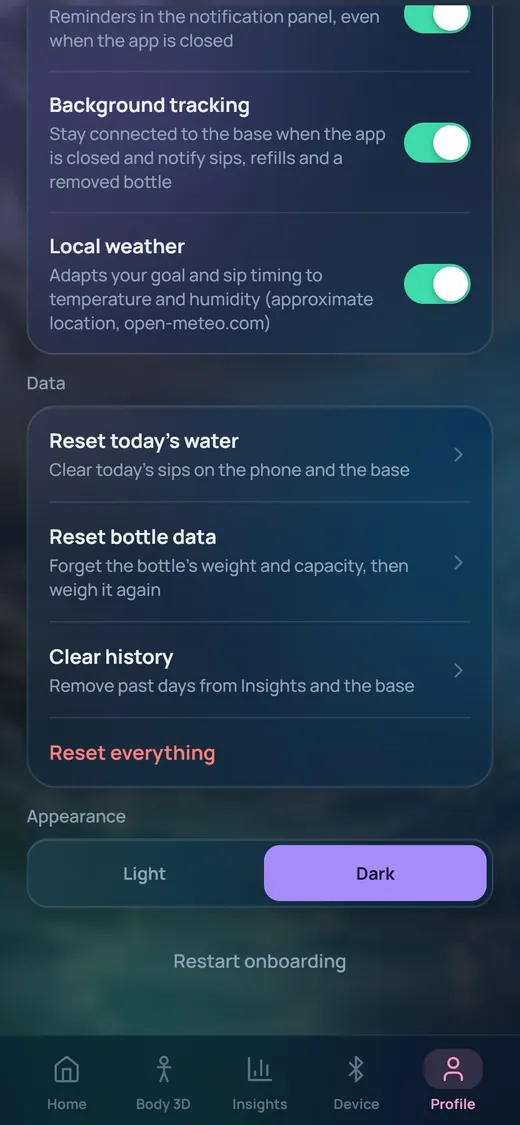 Reminders in the notification panel, even
when the app is closed
Background tracking
Stay connected to the base when the app
is closed and notify sips, refills and a
removed bottle
Local weather
Adapts your goal and sip timing to
temperature and humidity (approximate
location, open-meteo.com)
Data
Reset today's water
Clear today's sips on the phone and the base
Reset bottle data
Forget the bottle's weight and capacity, then
weigh it again
Clear history
Remove past days from Insights and the base
Reset everything
Appearance
Light
Dark
Restart onboarding
Home
Body 3D
Insights
Device
Profile